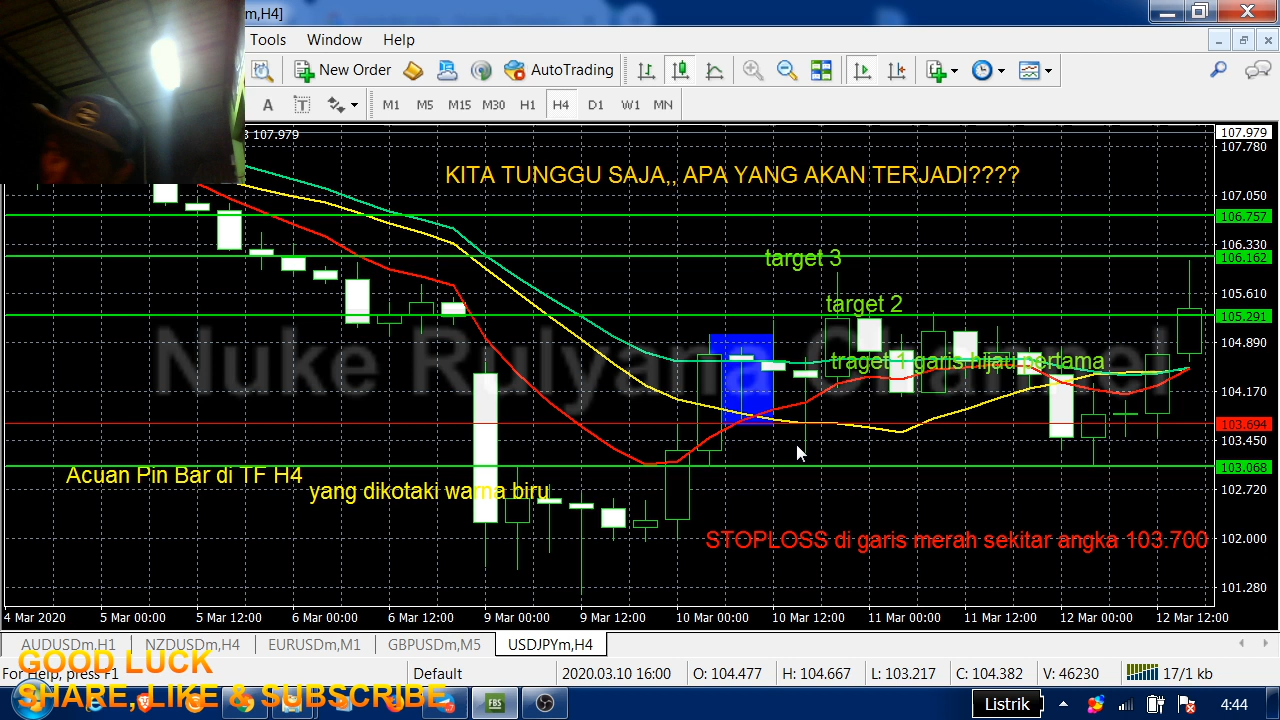 m,H4]
Tools Window Help
New Order AutoTrading
A T M1 M5 M15 M30 H1 H4 D1 W1 MN
3 107.979
107.979
107.780
KITA TUNGGU SAJA,, APA YANG AKAN TERJADI????
107.050
106.757
106.330
target 3
106.162
105.610
target 2
105.291
104.890
Nuke Rulyana Channel
traget 1 garis hijau pertama
104.170
103.694
103.450
103.068
Acuan Pin Bar di TF H4
yang dikotaki warna biru
102.720
STOPLOSS di garis merah sekitar angka 103.700
102.000
101.280
4 Mar 2020 5 Mar 00:00 5 Mar 12:00 6 Mar 00:00 6 Mar 12:00 9 Mar 00:00 9 Mar 12:00 10 Mar 00:00 10 Mar 12:00 11 Mar 00:00 11 Mar 12:00 12 Mar 00:00 12 Mar 12:00
AUDUSDm,H1 NZDUSDm,H4 EURUSDm,M1 GBPUSDm,M5 USDJPYm,H4
For Help, press F1 Default 2020.03.10 16:00 O: 104.477 H: 104.667 L: 103.217 C: 104.382 V: 46230 17/1 kb
GOOD LUCK
SHARE, LIKE & SUBSCRIBE
FBS Listrik 4:44